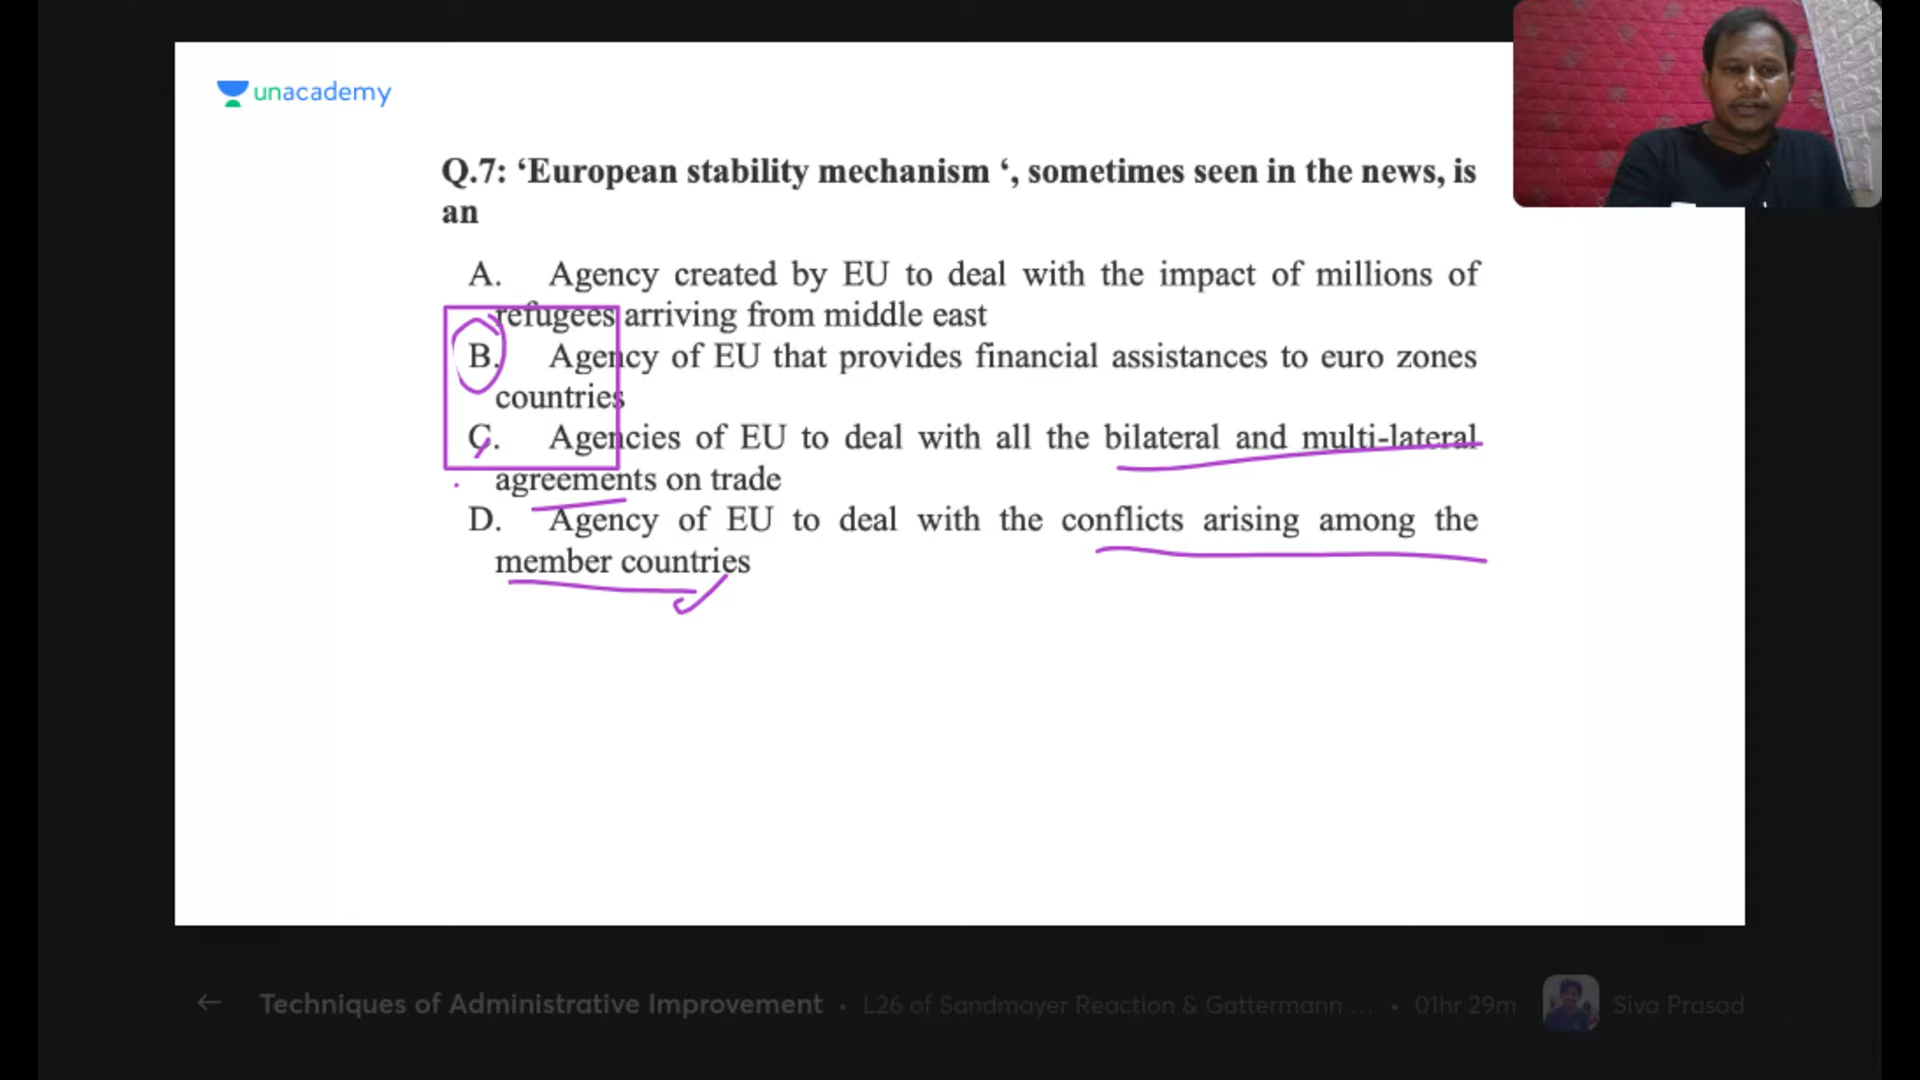 unacademy
Q.7: ‘European stability mechanism ‘, sometimes seen in the news, is
an
A. Agency created by EU to deal with the impact of millions of
refugees arriving from middle east
B. Agency of EU that provides financial assistances to euro zones
countries
C. Agencies of EU to deal with all the bilateral and multi-lateral
agreements on trade
D. Agency of EU to deal with the conflicts arising among the
member countries
Techniques of Administrative Improvement • L26 of Sandmayer Reaction & Gattermann ... • 01hr 29m Siva Prasad